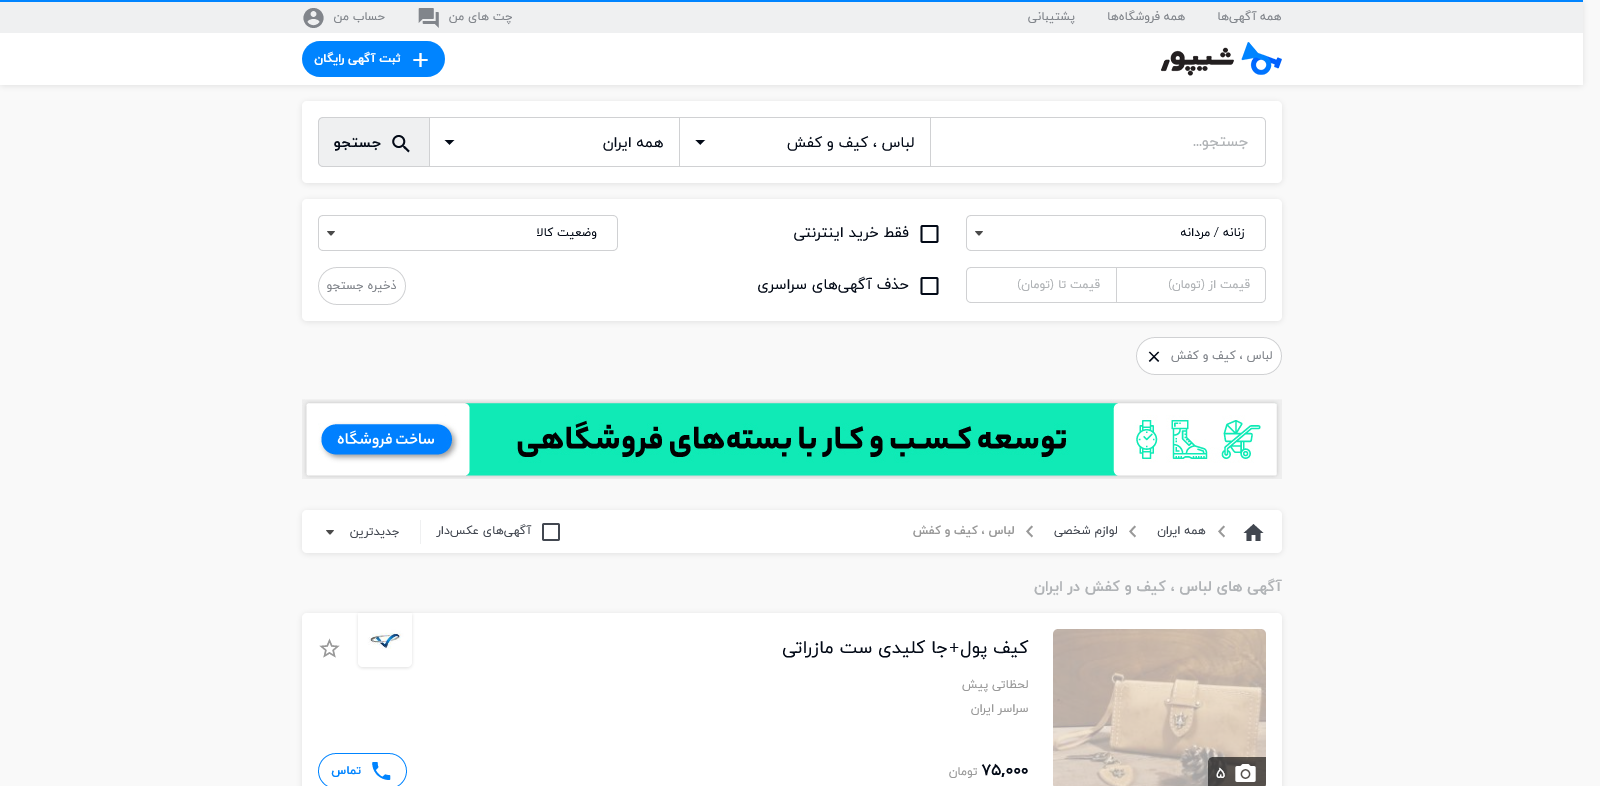 همه آگهی‌ها همه فروشگاه‌ها پشتیبانی چت های من حساب من
شیپور ثبت آگهی رایگان
جستجو... لباس ، کیف و کفش همه ایران جستجو
زنانه / مردانه فقط خرید اینترنتی وضعیت کالا
قیمت از (تومان) قیمت تا (تومان) حذف آگهی‌های سراسری ذخیره جستجو
لباس ، کیف و کفش
توسعه کسب و کار با بسته‌های فروشگاهی ساخت فروشگاه
همه ایران لوازم شخصی لباس ، کیف و کفش آگهی‌های عکس‌دار جدیدترین
آگهی های لباس ، کیف و کفش در ایران
کیف پول+جا کلیدی ست مازراتی
لحظاتی پیش
سراسر ایران
۷۵,۰۰۰ تومان تماس
۵